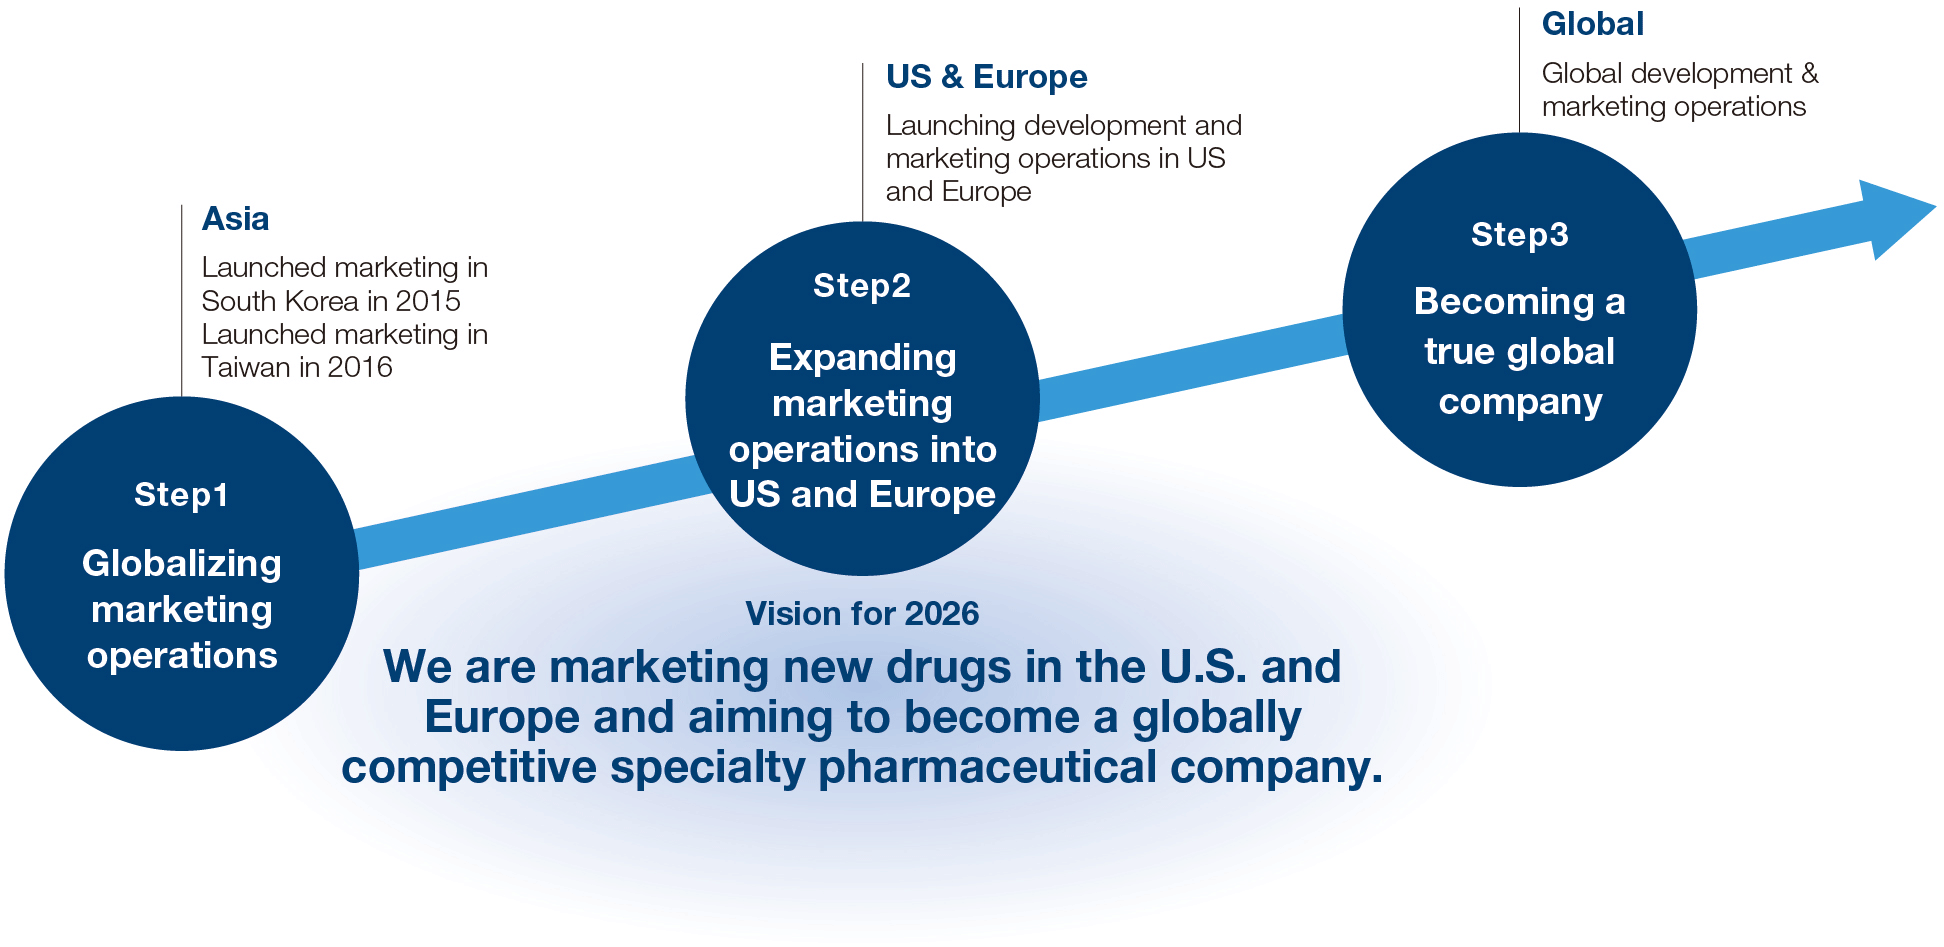 Asia
Launched marketing in
South Korea in 2015
Launched marketing in
Taiwan in 2016
Step1
Globalizing
marketing
operations
US & Europe
Launching development and
marketing operations in US
and Europe
Step2
Expanding
marketing
operations into
US and Europe
Global
Global development &
marketing operations
Step3
Becoming a
true global
company
Vision for 2026
We are marketing new drugs in the U.S. and
Europe and aiming to become a globally
competitive specialty pharmaceutical company.